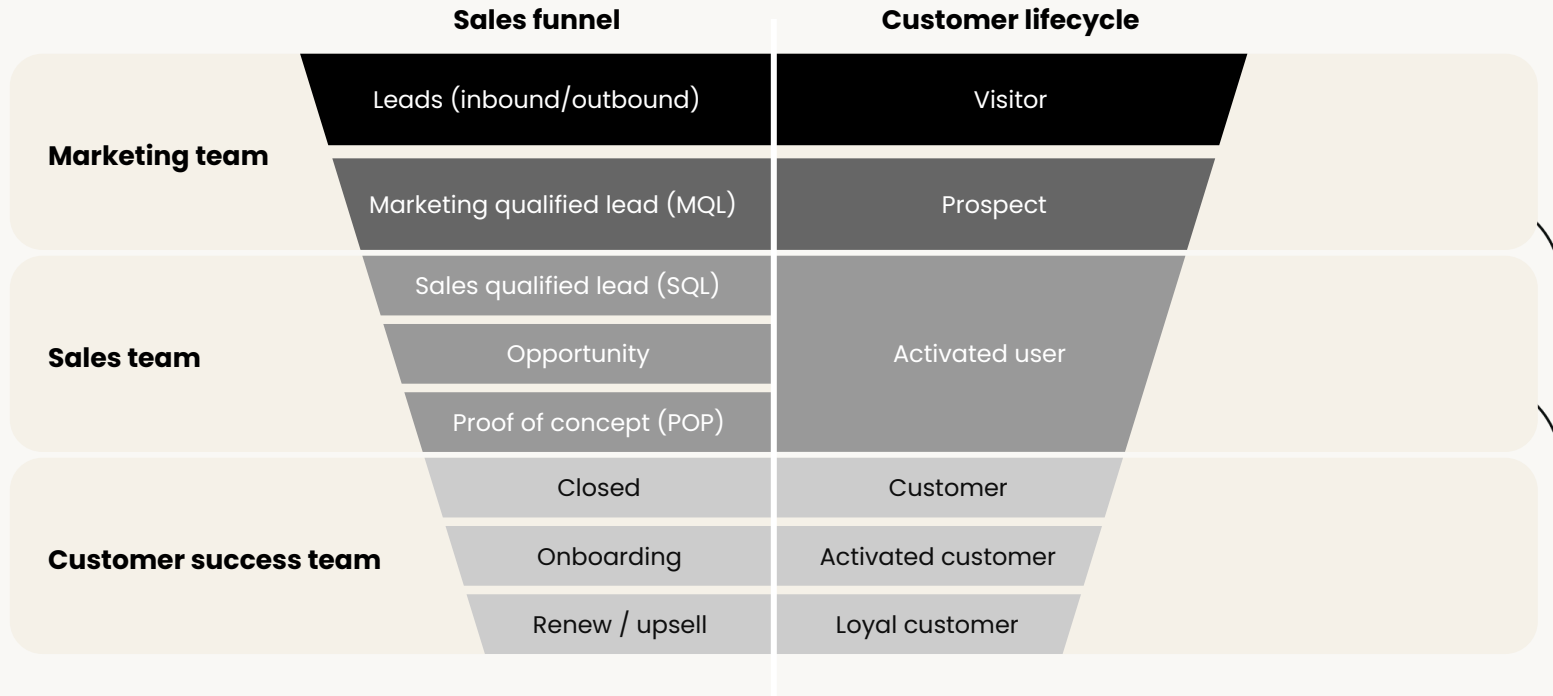 Sales funnel
Customer lifecycle
Marketing team
Leads (inbound/outbound)
Visitor
Marketing qualified lead (MQL)
Prospect
Sales team
Sales qualified lead (SQL)
Opportunity
Proof of concept (POP)
Activated user
Customer success team
Closed
Customer
Onboarding
Activated customer
Renew / upsell
Loyal customer